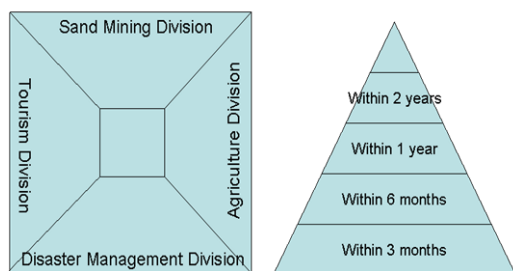 Sand Mining Division
Tourism Division
Agriculture Division
Disaster Management Division
Within 2 years
Within 1 year
Within 6 months
Within 3 months